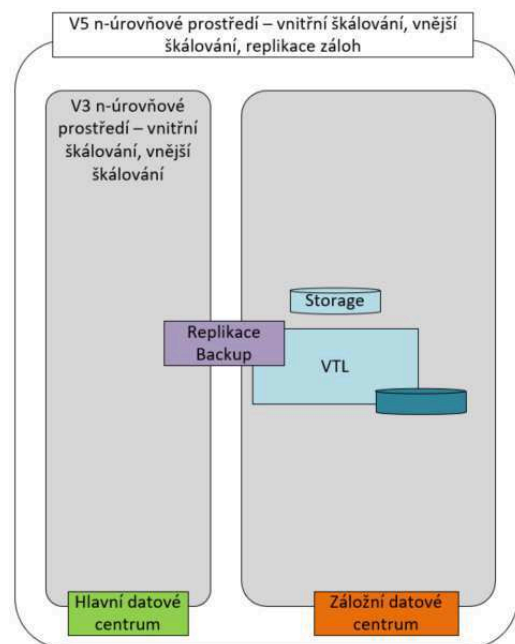 V5 n-úrovňové prostředí – vnitřní škálování, vnější
škálování, replikace záloh
V3 n-úrovňové
prostředí – vnitřní
škálování, vnější
škálování
Storage
Replikace
Backup
VTL
Hlavní datové
centrum
Záložní datové
centrum